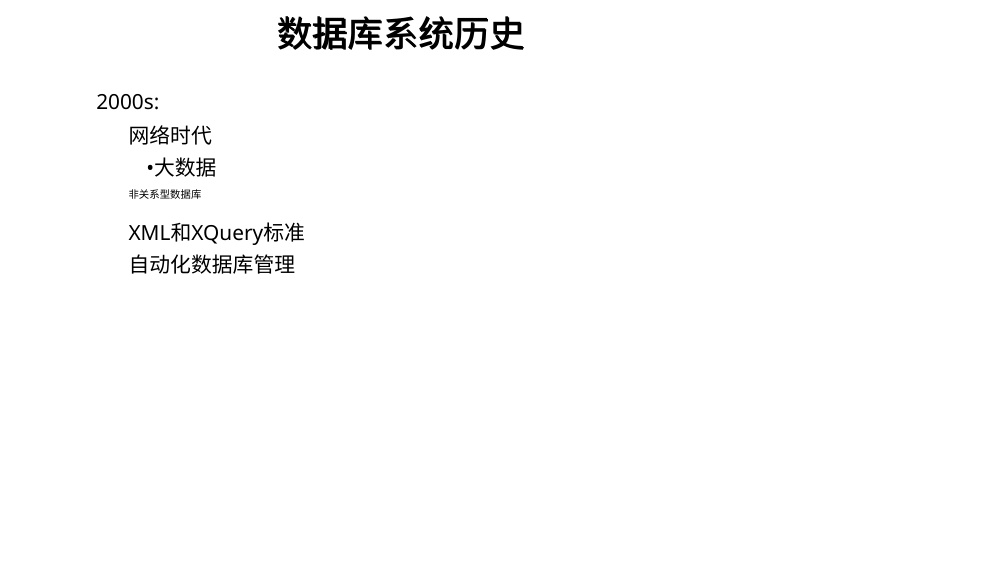 数据库系统历史
2000s:
网络时代
•大数据
非关系型数据库
XML和XQuery标准
自动化数据库管理